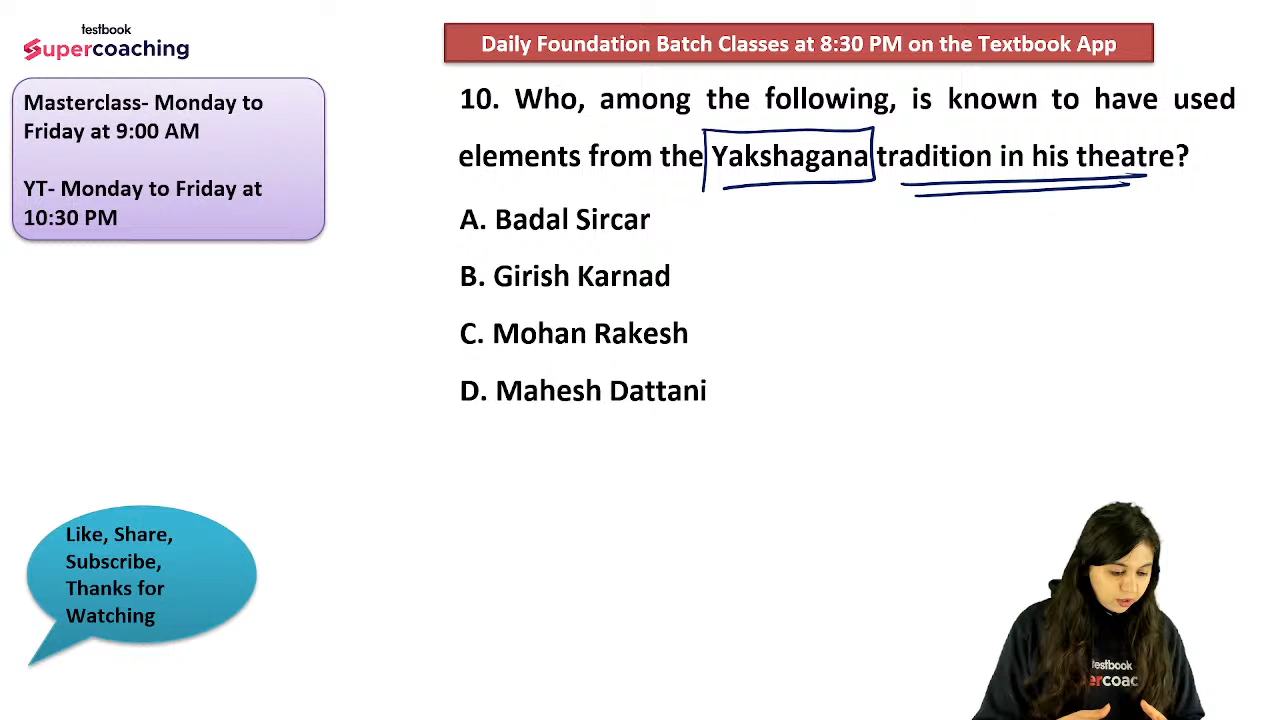 testbook
Supercoaching
Daily Foundation Batch Classes at 8:30 PM on the Textbook App
Masterclass- Monday to
Friday at 9:00 AM
YT- Monday to Friday at
10:30 PM
10. Who, among the following, is known to have used
elements from the Yakshagana tradition in his theatre?
A. Badal Sircar
B. Girish Karnad
C. Mohan Rakesh
D. Mahesh Dattani
Like, Share,
Subscribe,
Thanks for
Watching
testbook
ercoac